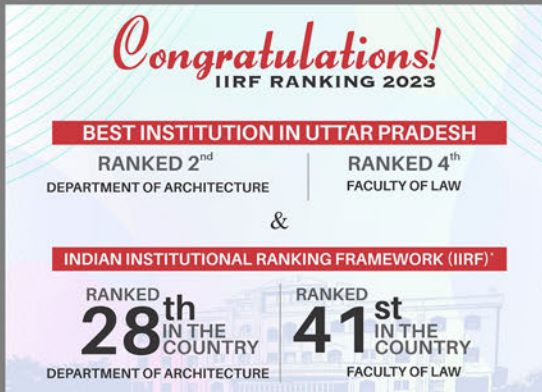 Congratulations!
IIRF RANKING 2023
BEST INSTITUTION IN UTTAR PRADESH
RANKED 2nd
DEPARTMENT OF ARCHITECTURE
RANKED 4th
FACULTY OF LAW
&
INDIAN INSTITUTIONAL RANKING FRAMEWORK (IIRF)*
RANKED
28th
IN THE
COUNTRY
DEPARTMENT OF ARCHITECTURE
RANKED
41st
IN THE
COUNTRY
FACULTY OF LAW